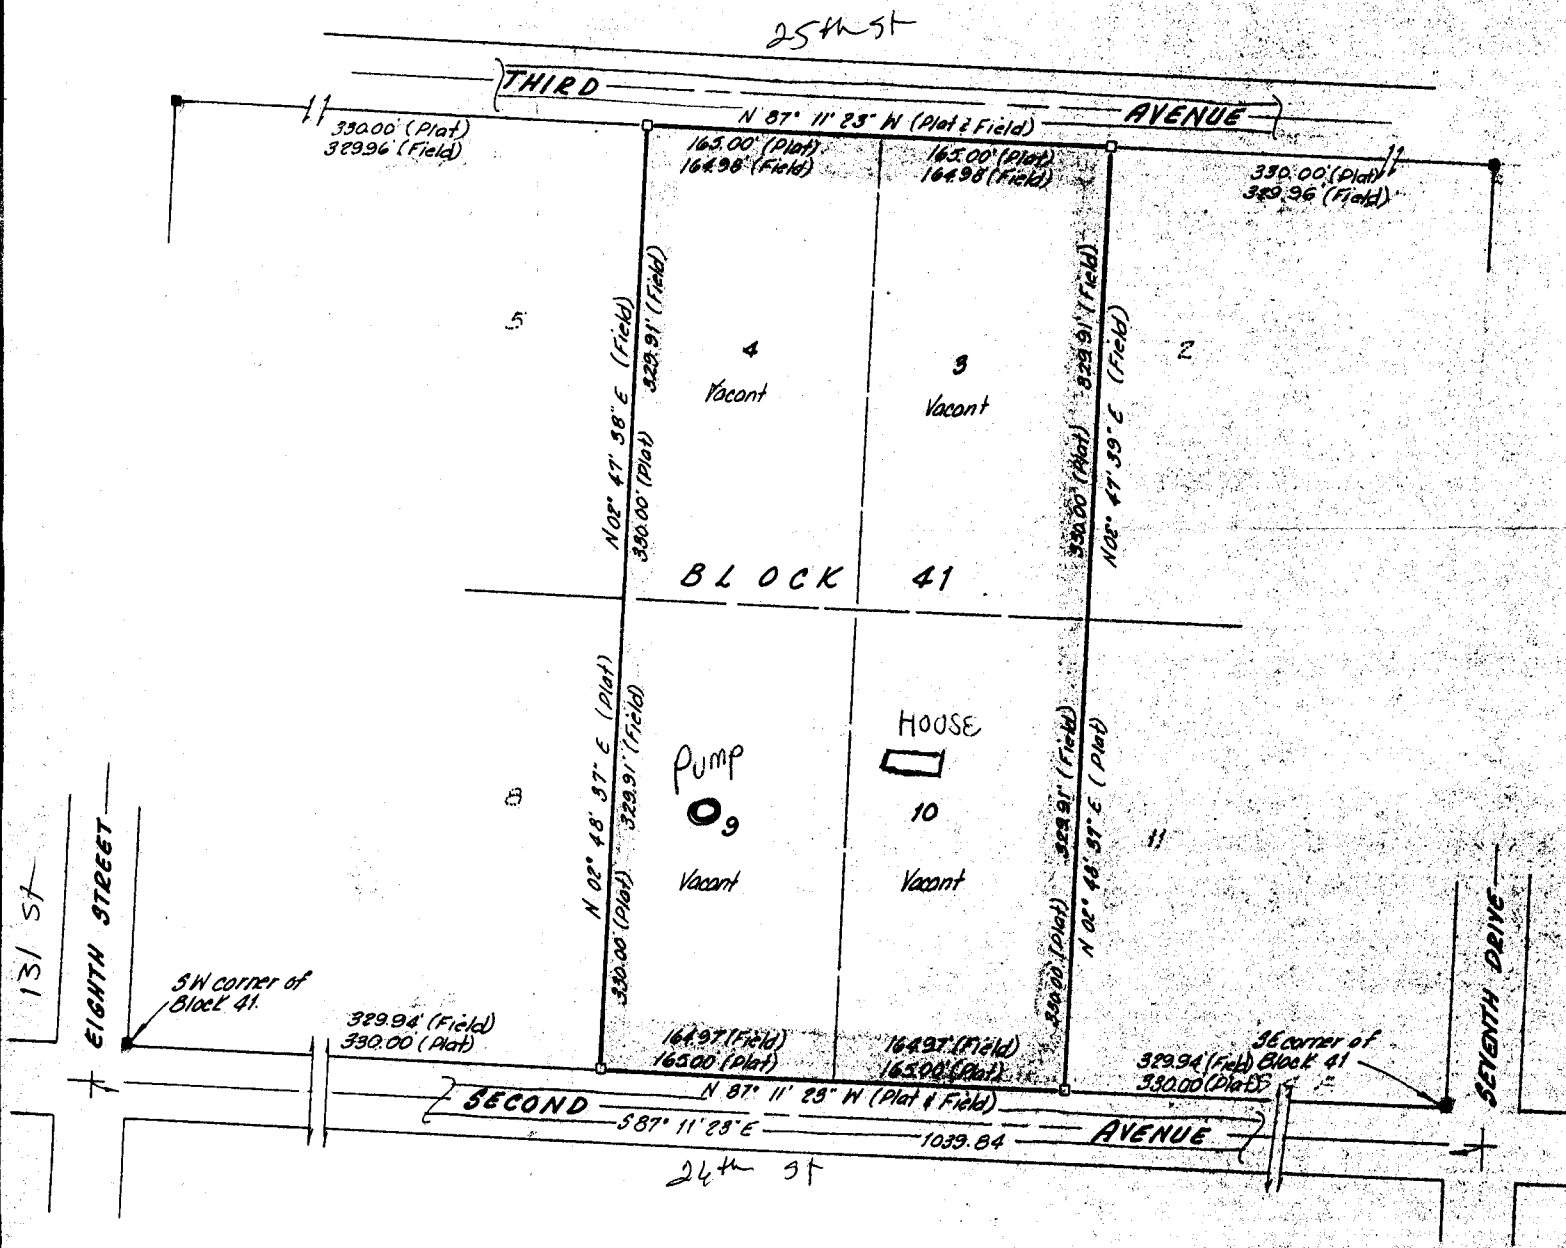 25th st
THIRD AVENUE
N 87° 11' 23" W (Plat & Field)
330.00' (Plat)
329.96' (Field)
165.00' (Plat)
164.98' (Field)
165.00' (Plat)
164.98' (Field)
330.00' (Plat)
329.96' (Field)
N 02° 47' 38" E (Field)
329.91' (Field)
330.00' (Plat)
329.91' (Field)
330.00' (Plat)
N 02° 47' 39" E (Field)
5
4
Vacant
3
Vacant
2
BLOCK 41
N 02° 48' 37" E (Plat)
329.91' (Field)
330.00' (Plat)
329.91' (Field)
330.00' (Plat)
N 02° 48' 37" E (Plat)
8
PUMP
9
Vacant
HOUSE
10
Vacant
11
131 st
EIGHTH STREET
SW corner of
Block 41.
SEVENTH DRIVE
SE corner of
Block 41
329.94' (Field)
330.00' (Plat)
164.97' (Field)
165.00' (Plat)
164.97' (Field)
165.00' (Plat)
329.94' (Field)
330.00' (Plat)
N 87° 11' 23" W (Plat & Field)
SECOND AVENUE
S 87° 11' 23" E 1039.84
24th st